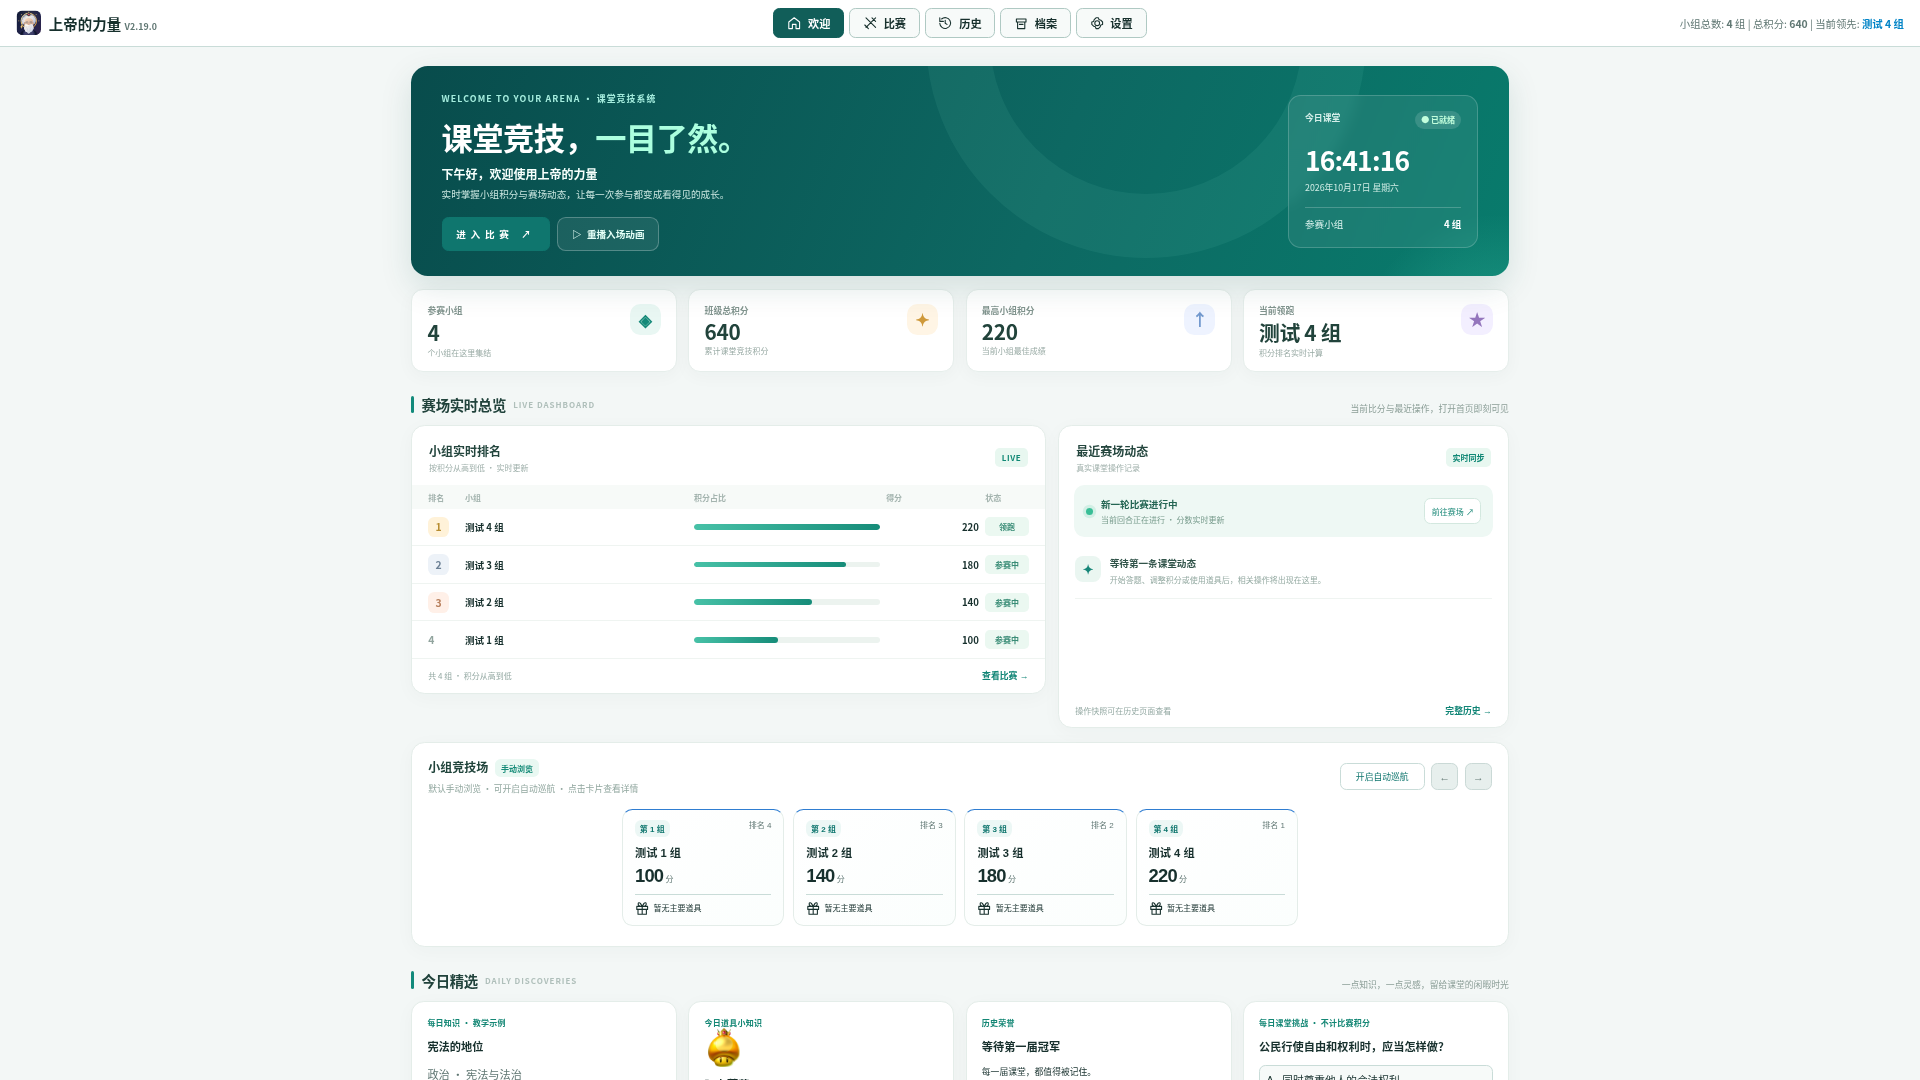 上帝的力量 V2.19.0
欢迎
比赛
历史
档案
设置
小组总数: 4 组 | 总积分: 640 | 当前领先: 测试 4 组
WELCOME TO YOUR ARENA • 课堂竞技系统
课堂竞技，一目了然。
下午好，欢迎使用上帝的力量
实时掌握小组积分与赛场动态，让每一次参与都变成看得见的成长。
进入比赛 ↗
▷ 重播入场动画
今日课堂
已就绪
16:41:16
2026年10月17日 星期六
参赛小组
4 组
参赛小组
4
个小组在这里集结
班级总积分
640
累计课堂竞技积分
最高小组积分
220
当前小组最佳成绩
当前领跑
测试 4 组
积分排名实时计算
赛场实时总览 LIVE DASHBOARD
当前比分与最近操作，打开首页即刻可见
小组实时排名
按积分从高到低 • 实时更新
LIVE
排名 小组 积分占比 得分 状态
1 测试 4 组 220 领跑
2 测试 3 组 180 参赛中
3 测试 2 组 140 参赛中
4 测试 1 组 100 参赛中
共 4 组 • 积分从高到低
查看比赛 →
最近赛场动态
真实课堂操作记录
实时同步
新一轮比赛进行中
当前回合正在进行 • 分数实时更新
前往赛场 ↗
等待第一条课堂动态
开始答题、调整积分或使用道具后，相关操作将出现在这里。
操作快照可在历史页面查看
完整历史 →
小组竞技场 手动浏览
默认手动浏览 • 可开启自动巡航 • 点击卡片查看详情
开启自动巡航
←
→
第 1 组 排名 4
测试 1 组
100 分
暂无主要道具
第 2 组 排名 3
测试 2 组
140 分
暂无主要道具
第 3 组 排名 2
测试 3 组
180 分
暂无主要道具
第 4 组 排名 1
测试 4 组
220 分
暂无主要道具
今日精选 DAILY DISCOVERIES
一点知识，一点灵感，留给课堂的闲暇时光
每日知识 • 教学示例
宪法的地位
政治 • 宪法与法治
今日道具小知识
历史荣誉
等待第一届冠军
每一届课堂，都值得被记住。
每日课堂挑战 • 不计比赛积分
公民行使自由和权利时，应当怎样做？
A. 同时尊重他人的合法权利